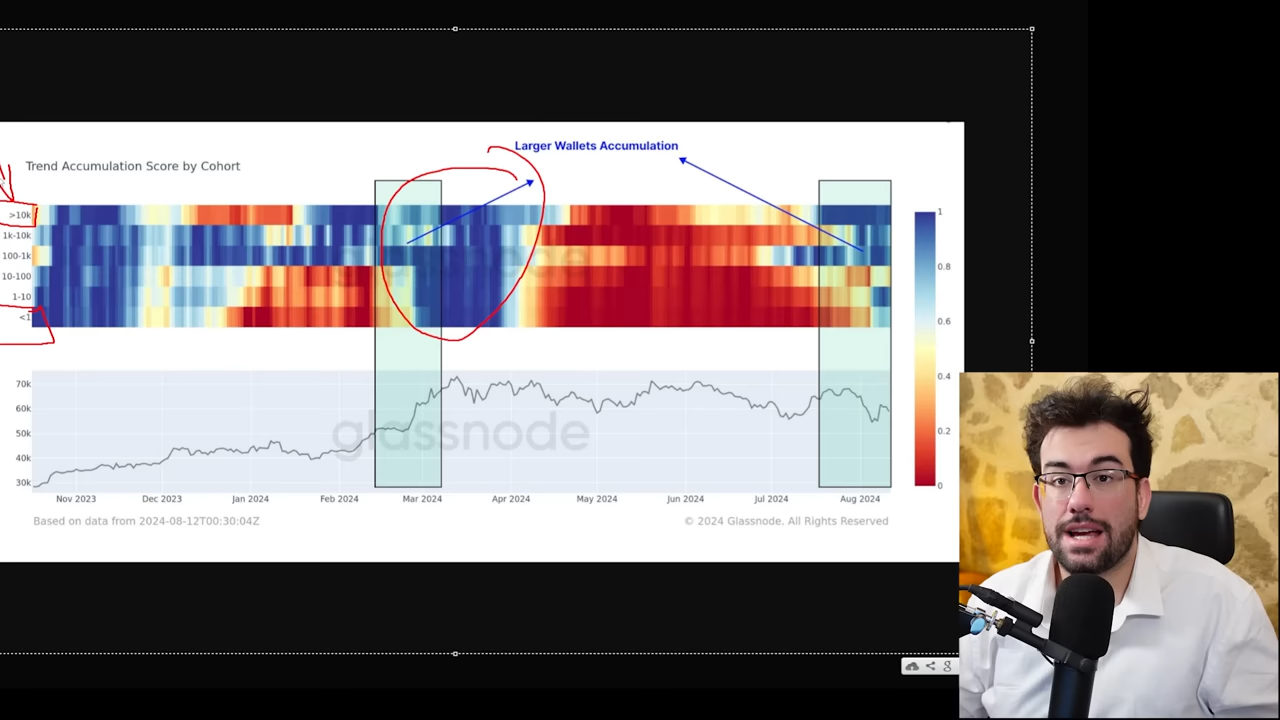 Larger Wallets Accumulation
Trend Accumulation Score by Cohort
>10k
1k-10k
100-1k
10-100
1-10
<1
1
0.8
0.6
0.4
0.2
0
glassnode
70k
60k
50k
40k
30k
glassnode
Nov 2023 Dec 2023 Jan 2024 Feb 2024 Mar 2024 Apr 2024 May 2024 Jun 2024 Jul 2024 Aug 2024
Based on data from 2024-08-12T00:30:04Z
© 2024 Glassnode. All Rights Reserved